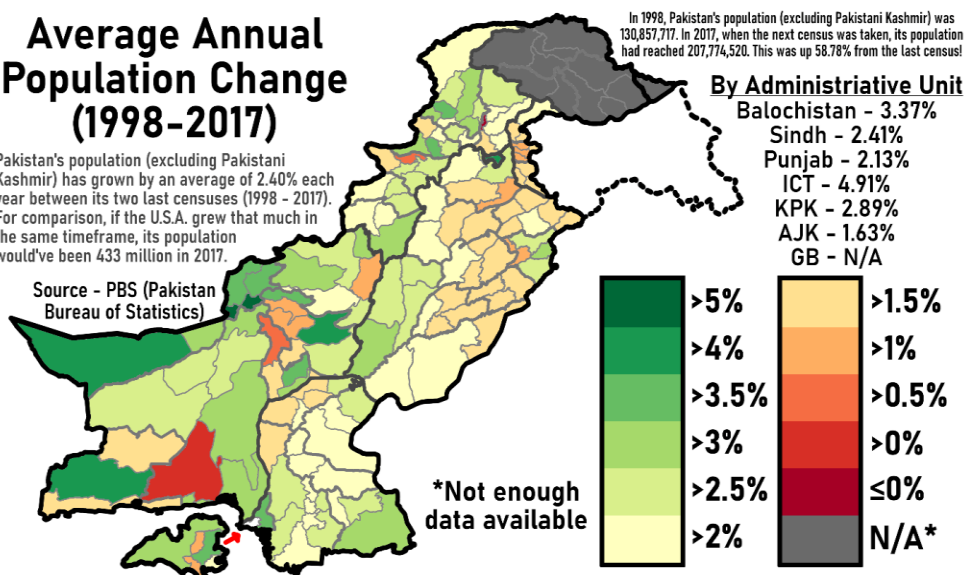 Average Annual
Population Change
(1998-2017)
Pakistan's population (excluding Pakistani
Kashmir) has grown by an average of 2.40% each
year between its two last censuses (1998 - 2017).
For comparison, if the U.S.A. grew that much in
the same timeframe, its population
would've been 433 million in 2017.
Source - PBS (Pakistan
Bureau of Statistics)
In 1998, Pakistan's population (excluding Pakistani Kashmir) was
130,857,717. In 2017, when the next census was taken, its population
had reached 207,774,520. This was up 58.78% from the last census!
By Administriative Unit
Balochistan - 3.37%
Sindh - 2.41%
Punjab - 2.13%
ICT - 4.91%
KPK - 2.89%
AJK - 1.63%
GB - N/A
>5%
>4%
>3.5%
>3%
>2.5%
>2%
>1.5%
>1%
>0.5%
>0%
≤0%
N/A*
*Not enough
data available